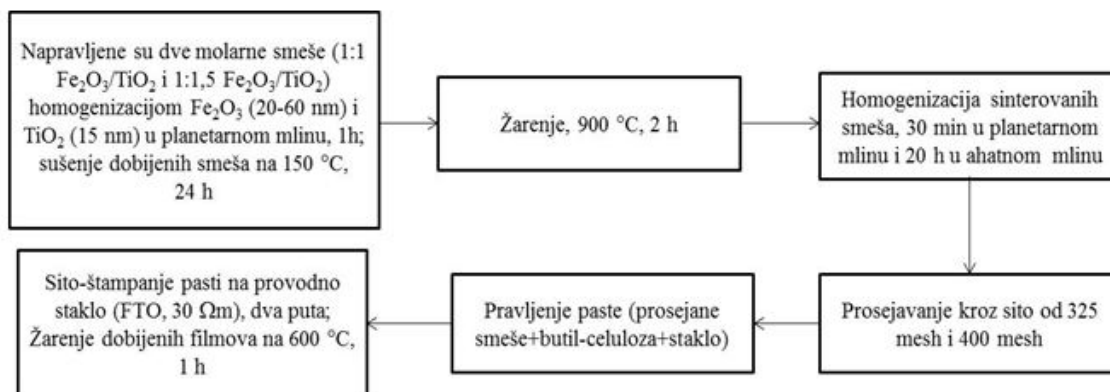 Napravljene su dve molarne smeše (1:1
Fe₂O₃/TiO₂ i 1:1,5 Fe₂O₃/TiO₂)
homogenizacijom Fe₂O₃ (20-60 nm) i
TiO₂ (15 nm) u planetarnom mlinu, 1h;
sušenje dobijenih smeša na 150 °C,
24 h
Žarenje, 900 °C, 2 h
Homogenizacija sinterovanih
smeša, 30 min u planetarnom
mlinu i 20 h u ahatnom mlinu
Prosejavanje kroz sito od 325
mesh i 400 mesh
Pravljenje paste (prosejane
smeše+butil-celuloza+staklo)
Sito-štampanje pasti na provodno
staklo (FTO, 30 Ωm), dva puta;
Žarenje dobijenih filmova na 600 °C,
1 h